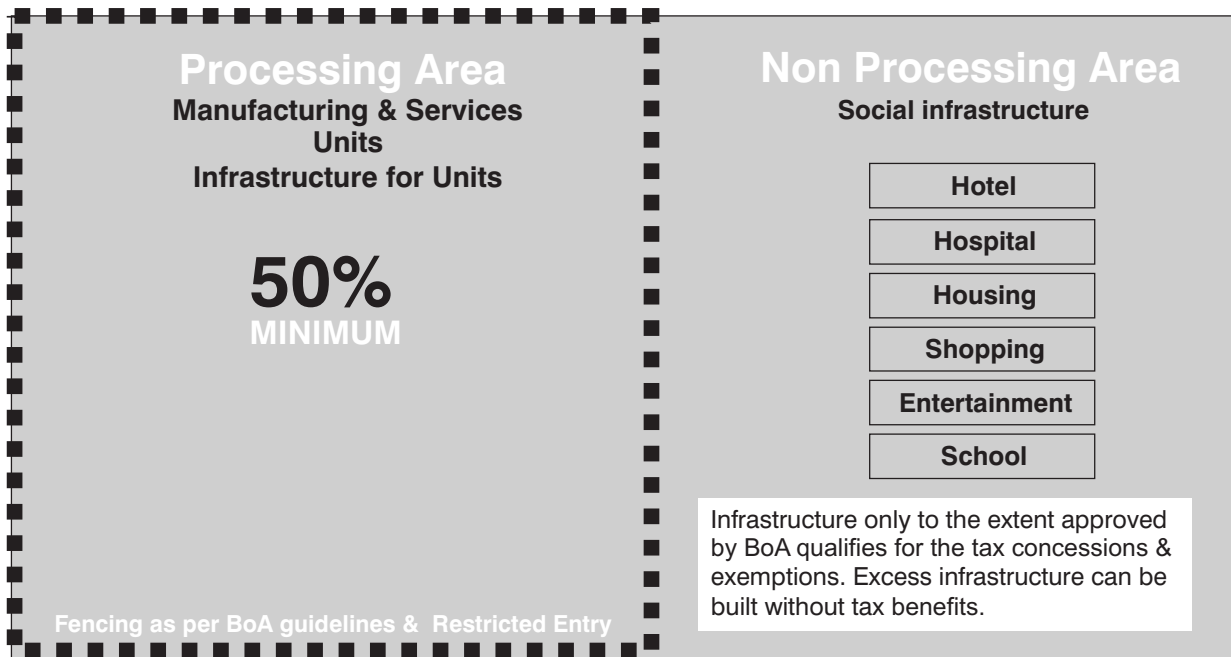 Processing Area
Manufacturing & Services
Units
Infrastructure for Units
50%
MINIMUM
Fencing as per BoA guidelines & Restricted Entry
Non Processing Area
Social infrastructure
Hotel
Hospital
Housing
Shopping
Entertainment
School
Infrastructure only to the extent approved
by BoA qualifies for the tax concessions &
exemptions. Excess infrastructure can be
built without tax benefits.